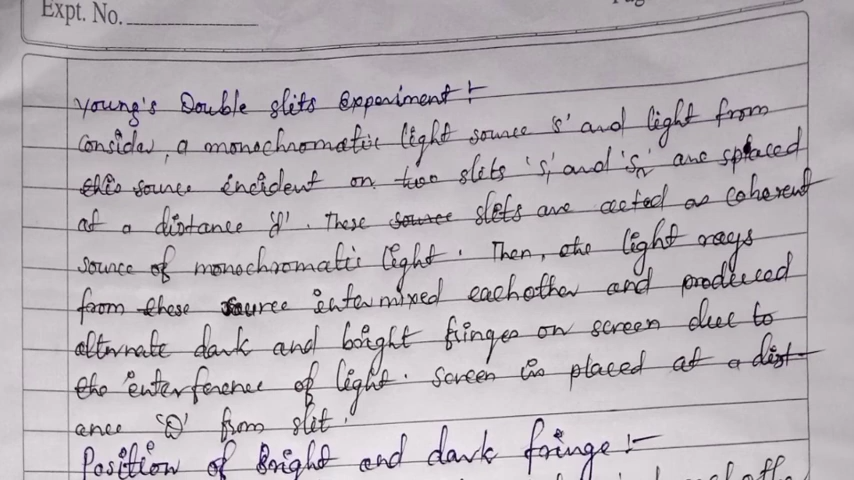 Expt. No.
Young's Double slits Experiment :-
Consider, a monochromatic light source 's' and light from
this source incident on two slits 's₁' and 's₂' are splaced
at a distance 'd'. These source slits are acted as coherent
source of monochromatic light. Then, the light rays
from these source intermixed eachother and produced
alternate dark and bright fringes on screen due to
the interference of light. Screen is placed at a dist-
ance 'D' from slit.
Position of Bright and dark fringe :-